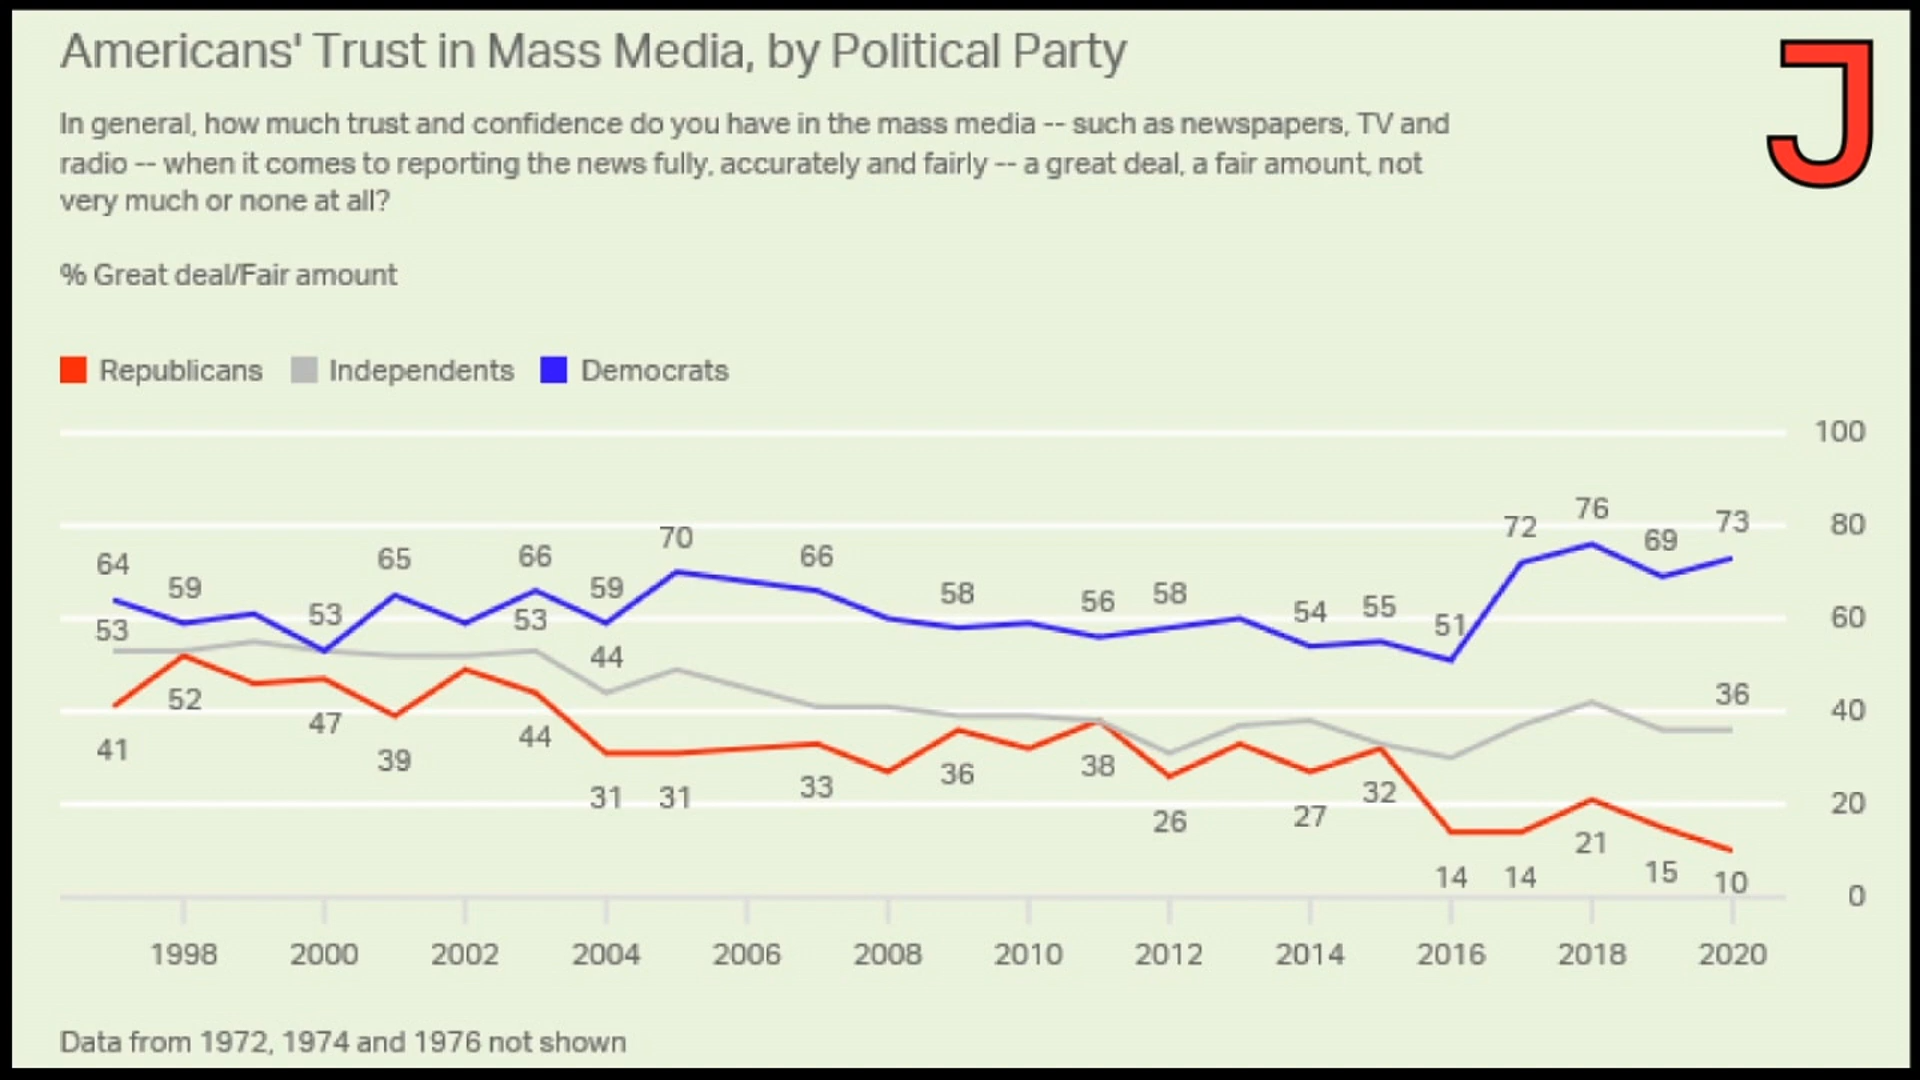 Americans' Trust in Mass Media, by Political Party
J
In general, how much trust and confidence do you have in the mass media -- such as newspapers, TV and
radio -- when it comes to reporting the news fully, accurately and fairly -- a great deal, a fair amount, not
very much or none at all?
% Great deal/Fair amount
Republicans Independents Democrats
100
80
60
40
20
0
64 59 53 65 66 59 70 66 58 56 58 54 55 51 72 76 69 73
53 53 44 36
41 52 47 39 44 31 31 33 36 38 26 27 32 14 14 21 15 10
1998 2000 2002 2004 2006 2008 2010 2012 2014 2016 2018 2020
Data from 1972, 1974 and 1976 not shown